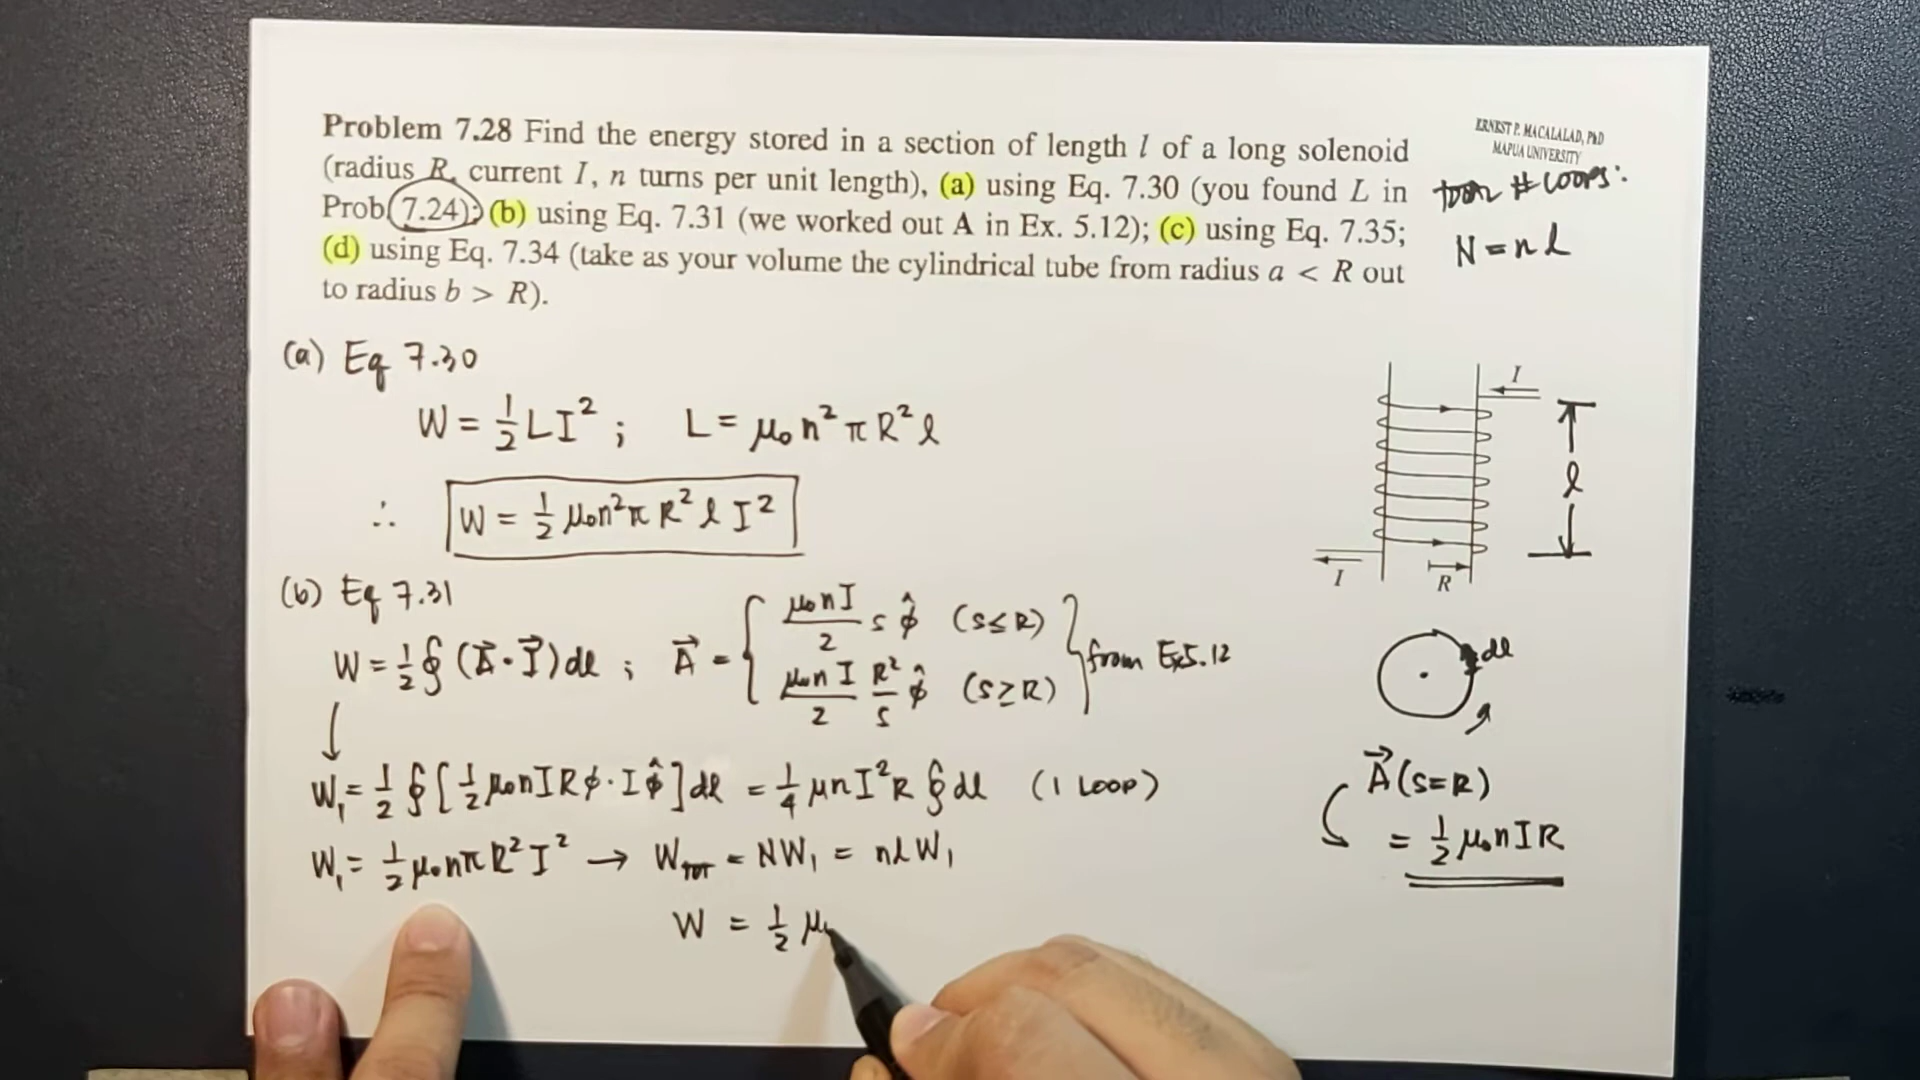 Problem 7.28 Find the energy stored in a section of length l of a long solenoid
(radius R, current I, n turns per unit length), (a) using Eq. 7.30 (you found L in
Prob. 7.24); (b) using Eq. 7.31 (we worked out A in Ex. 5.12); (c) using Eq. 7.35;
(d) using Eq. 7.34 (take as your volume the cylindrical tube from radius a < R out
to radius b > R).
ERNEST P. MACALALAD, PhD
MAPUA UNIVERSITY
# loops:
N = nl
(a) Eq 7.30
W = 1/2 LI² ; L = μ₀n²πR²l
∴ W = 1/2 μ₀n²πR²l I²
I
l
I
R
(b) Eq 7.31
W = 1/2 ∮ (A⃗·I⃗)dl ; A⃗ = { μ₀nI/2 s φ̂ (s≤R)
μ₀nI/2 R²/s φ̂ (s≥R) } from Ex5.12
dl
W₁ = 1/2 ∮ [1/2 μ₀nIRφ·Iφ̂]dl = 1/4 μnI²R ∮dl (1 LOOP)
A⃗(s=R)
= 1/2 μ₀nIR
W₁ = 1/2 μ₀nπR²I² → W_TOT = NW₁ = nlW₁
W = 1/2 μ